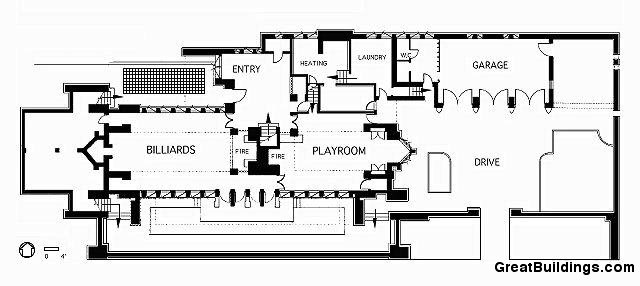 ENTRY
HEATING
LAUNDRY
W.C
GARAGE
BILLIARDS
FIRE
FIRE
PLAYROOM
DRIVE
0 4'
GreatBuildings.com